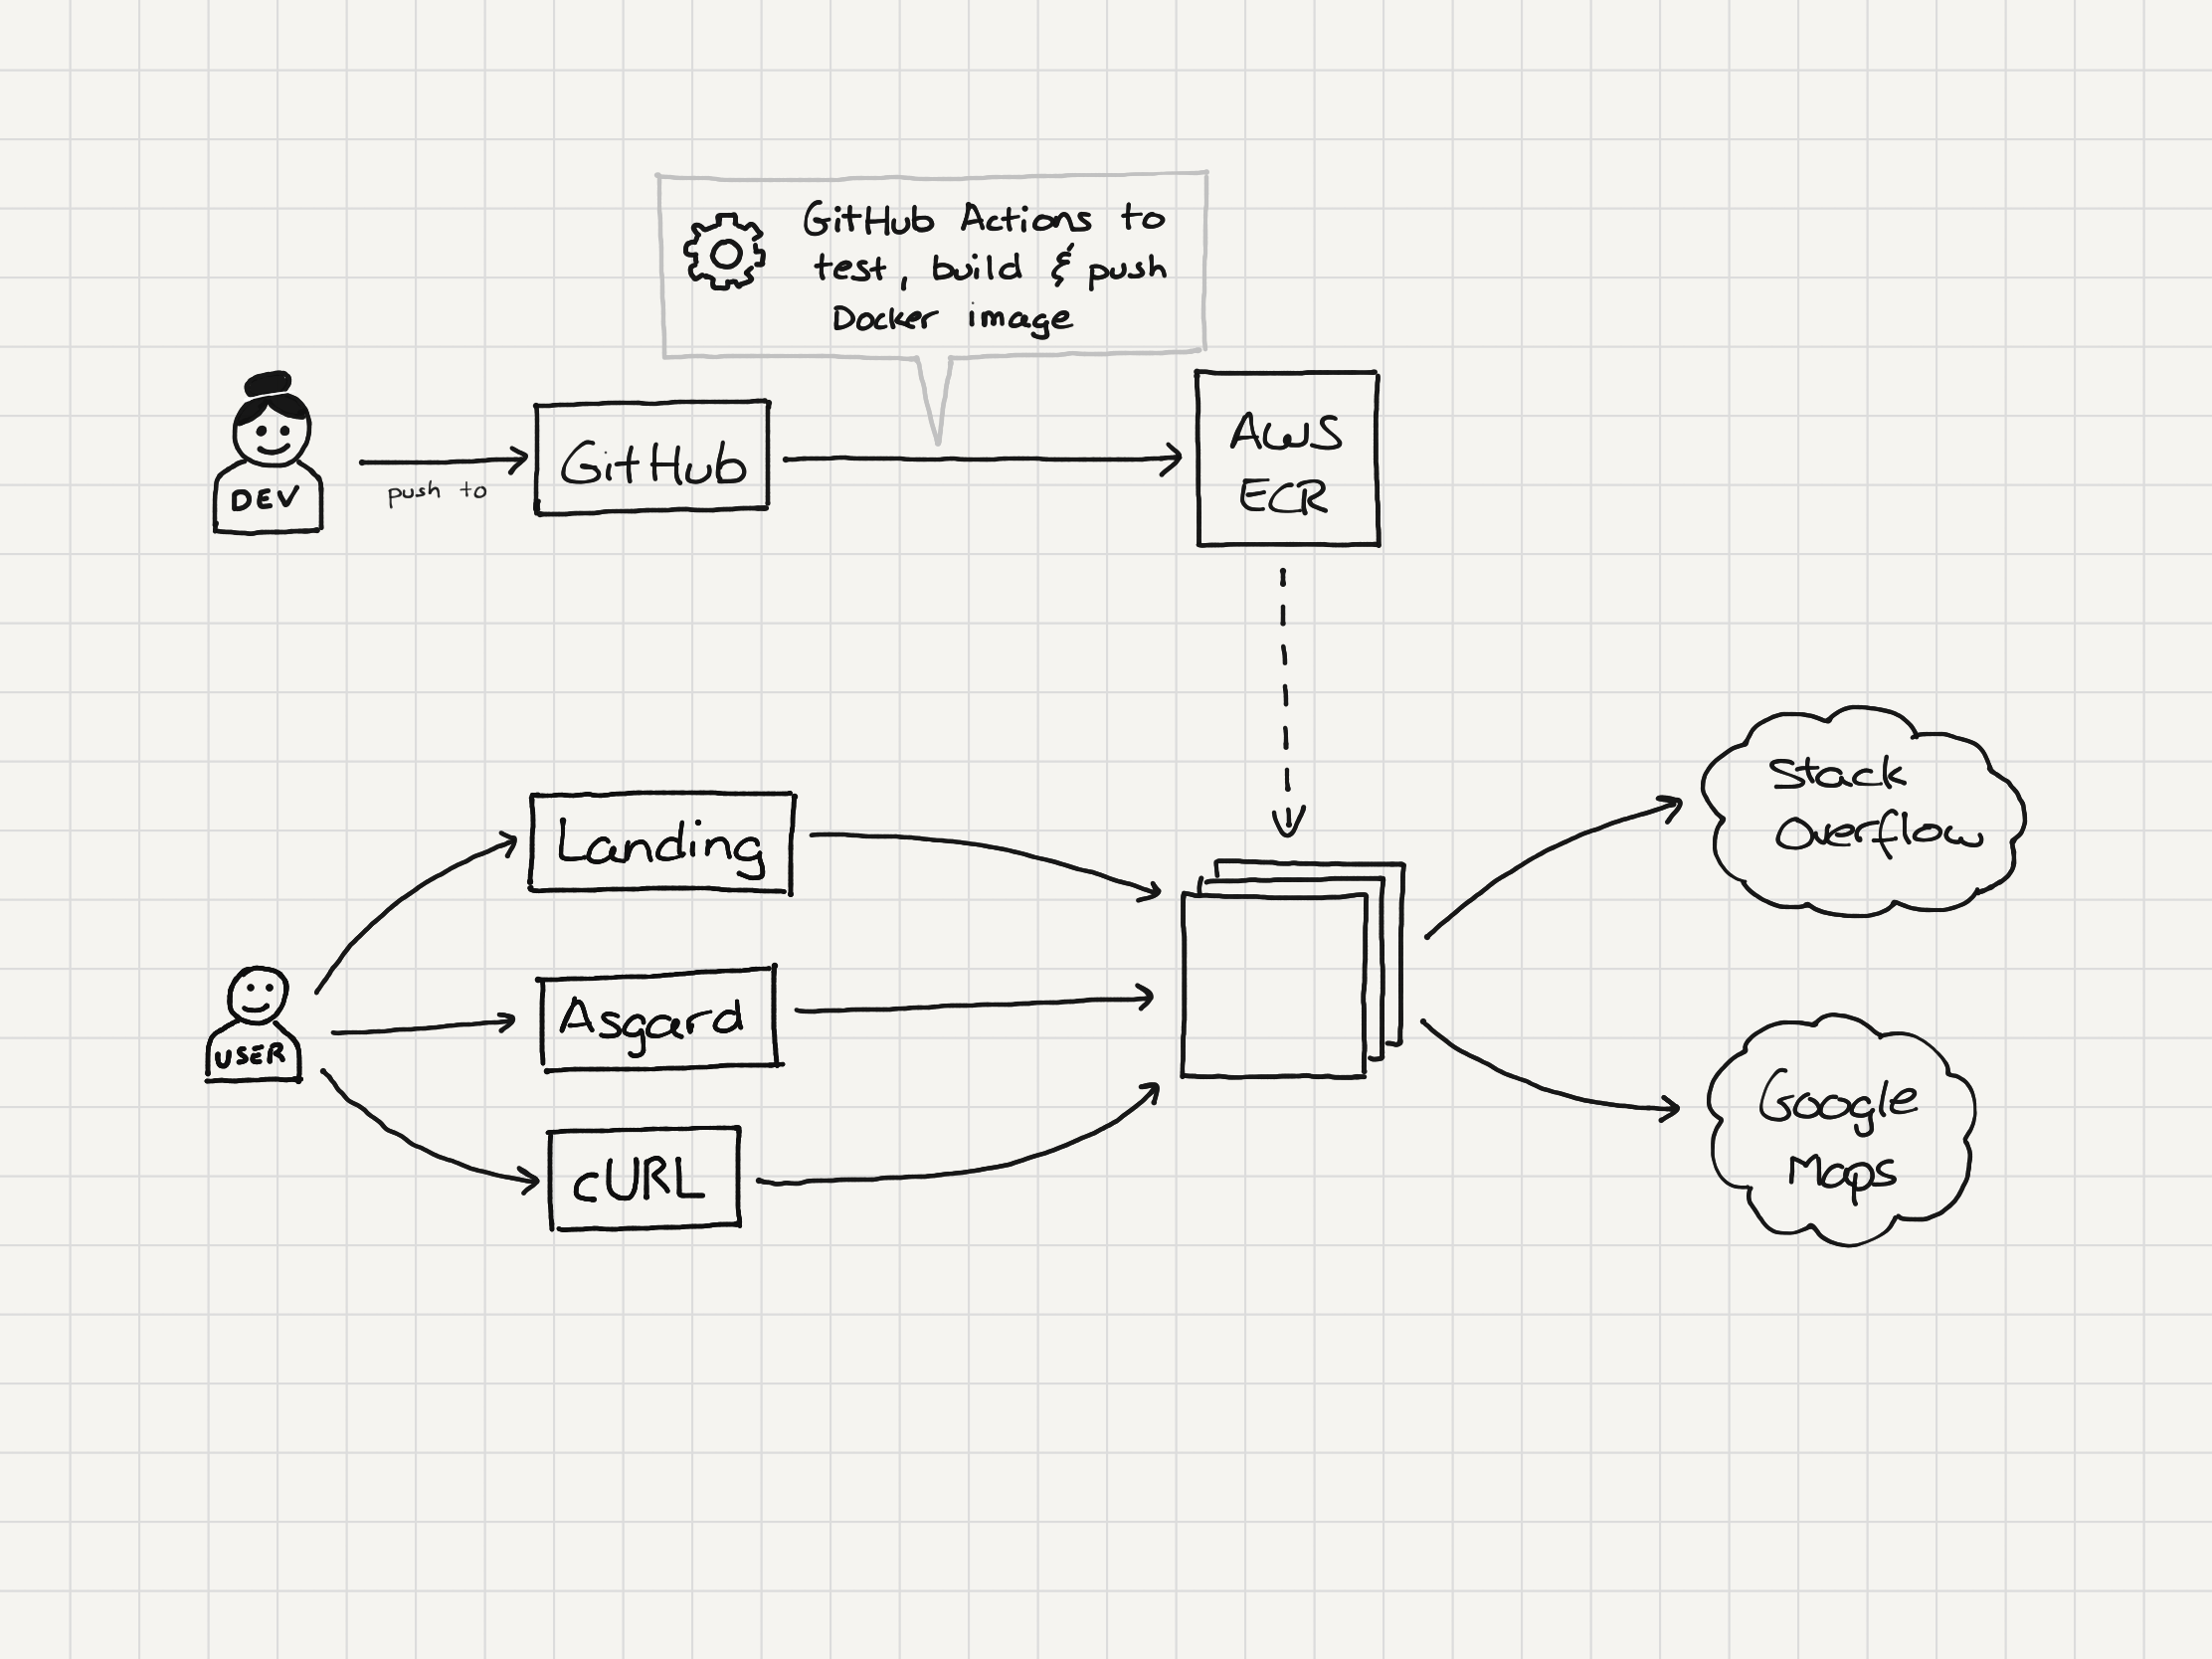 GitHub Actions to
test, build & push
Docker image
DEV
push to
GitHub
AWS
ECR
Stack
Overflow
Landing
Asgard
USER
cURL
Google
Maps